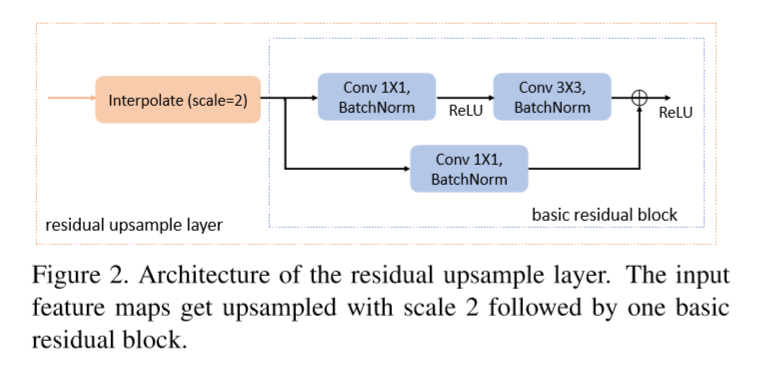 Interpolate (scale=2)
Conv 1X1,
BatchNorm
ReLU
Conv 3X3,
BatchNorm
ReLU
Conv 1X1,
BatchNorm
residual upsample layer
basic residual block
Figure 2. Architecture of the residual upsample layer. The input
feature maps get upsampled with scale 2 followed by one basic
residual block.